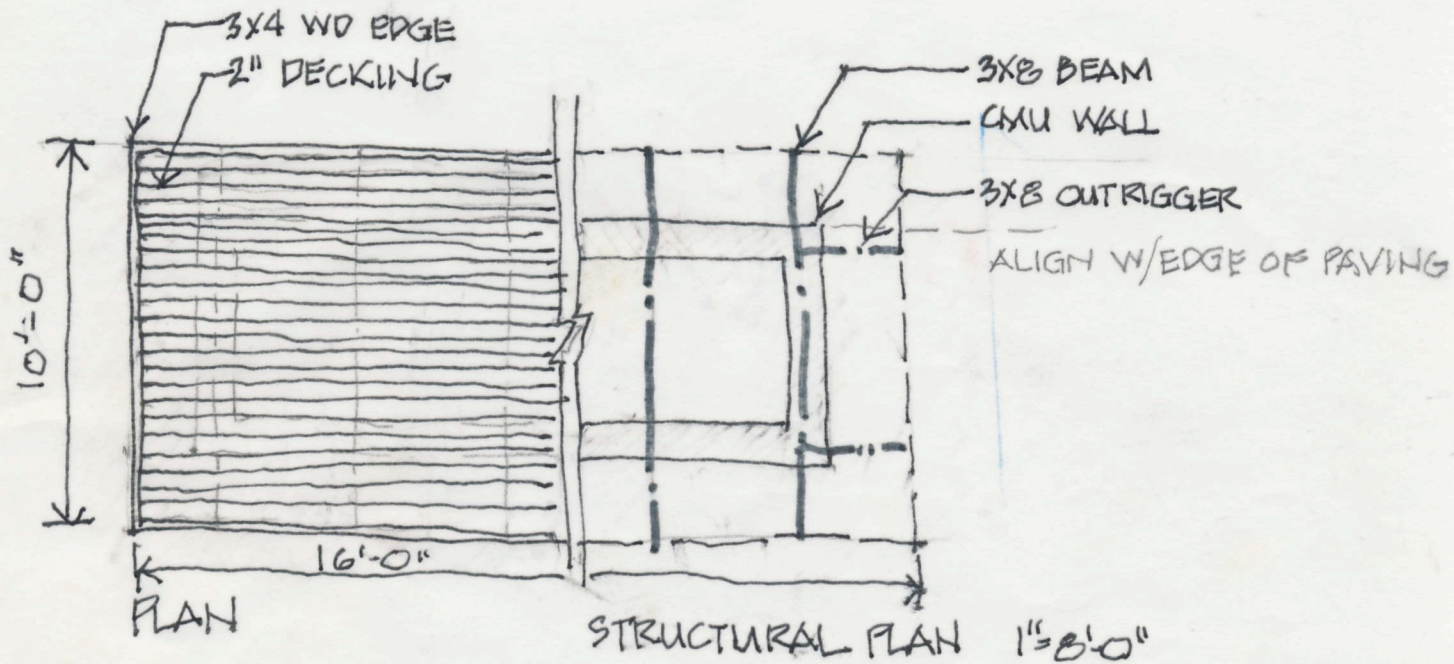 3X4 WD EDGE
2" DECKIING
3X8 BEAM
CMU WALL
3X8 OUTRIGGER
ALIGN W/EDGE OF PAVING
10'-0"
16'-0"
PLAN
STRUCTURAL PLAN 1"=8'-0"